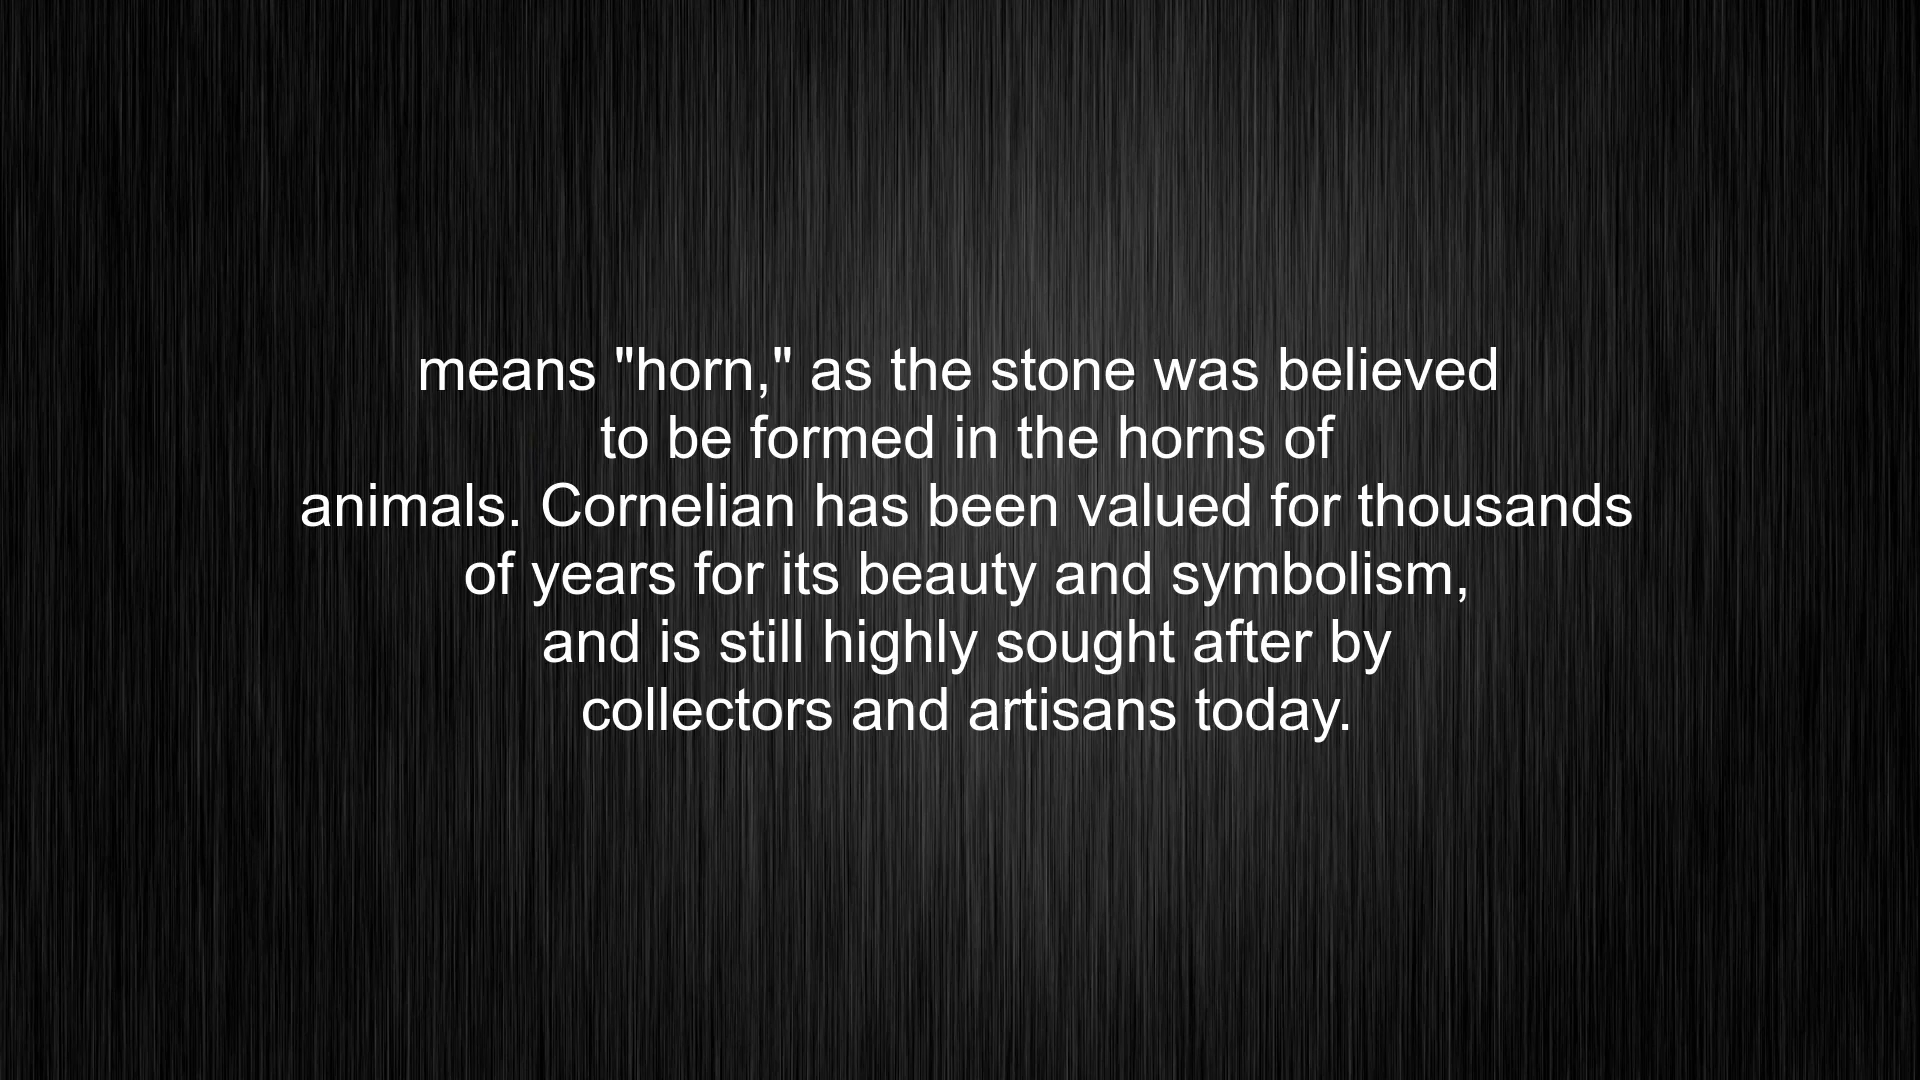 means "horn," as the stone was believed
to be formed in the horns of
animals. Cornelian has been valued for thousands
of years for its beauty and symbolism,
and is still highly sought after by
collectors and artisans today.